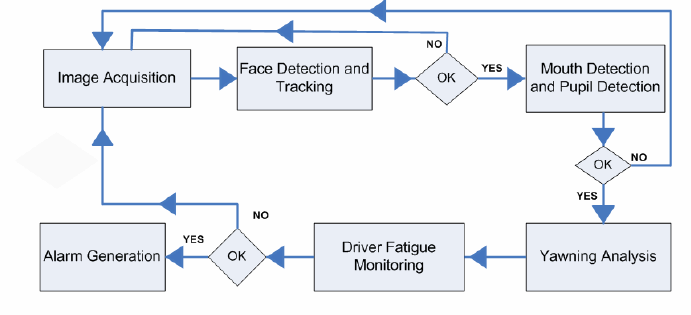 NO
Image Acquisition
Face Detection and
Tracking
OK
YES
Mouth Detection
and Pupil Detection
OK
NO
YES
Yawning Analysis
Driver Fatigue
Monitoring
NO
OK
YES
Alarm Generation